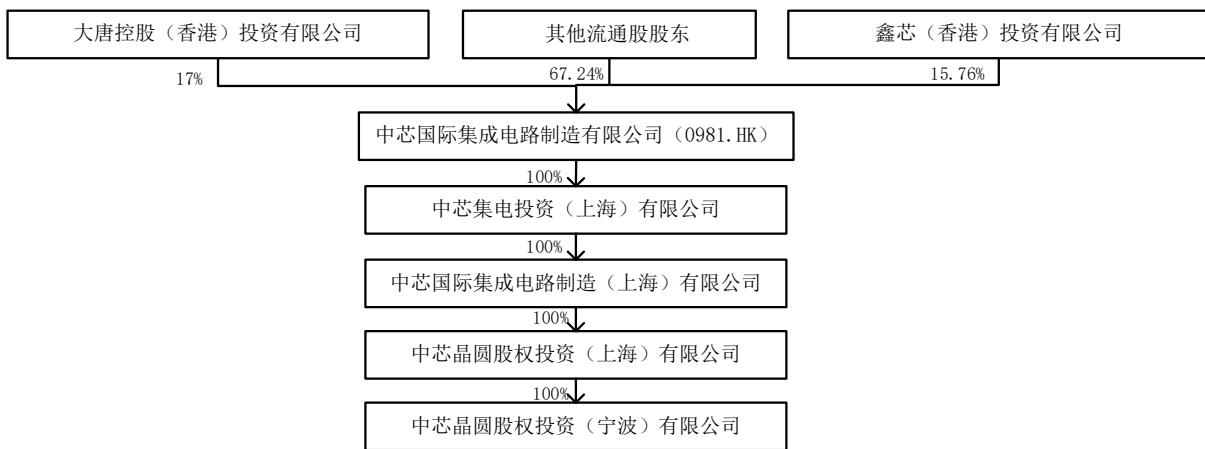 大唐控股（香港）投资有限公司
其他流通股股东
鑫芯（香港）投资有限公司
17%
67.24%
15.76%
中芯国际集成电路制造有限公司（0981.HK）
100%
中芯集电投资（上海）有限公司
100%
中芯国际集成电路制造（上海）有限公司
100%
中芯晶圆股权投资（上海）有限公司
100%
中芯晶圆股权投资（宁波）有限公司